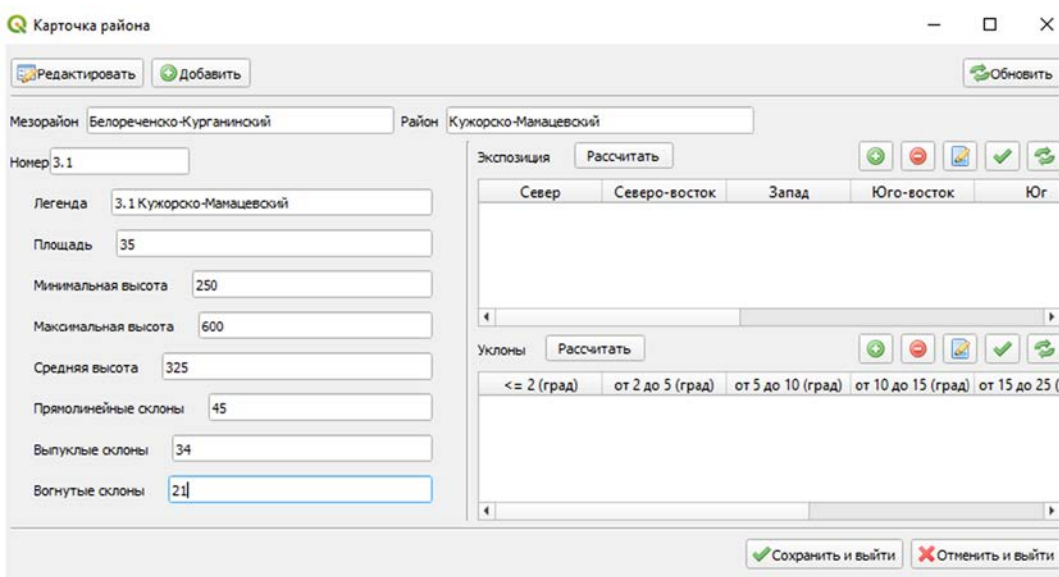 Карточка района
Редактировать Добавить Обновить
Мезорайон Белореченско-Курганинский Район Кужорско-Мамацевский
Номер 3.1
Легенда 3.1 Кужорско-Мамацевский
Площадь 35
Минимальная высота 250
Максимальная высота 600
Средняя высота 325
Прямолинейные склоны 45
Выпуклые склоны 34
Вогнутые склоны 21
Экспозиция Рассчитать
Север Северо-восток Запад Юго-восток Юг
Уклоны Рассчитать
<= 2 (град) от 2 до 5 (град) от 5 до 10 (град) от 10 до 15 (град) от 15 до 25 (
Сохранить и выйти Отменить и выйти